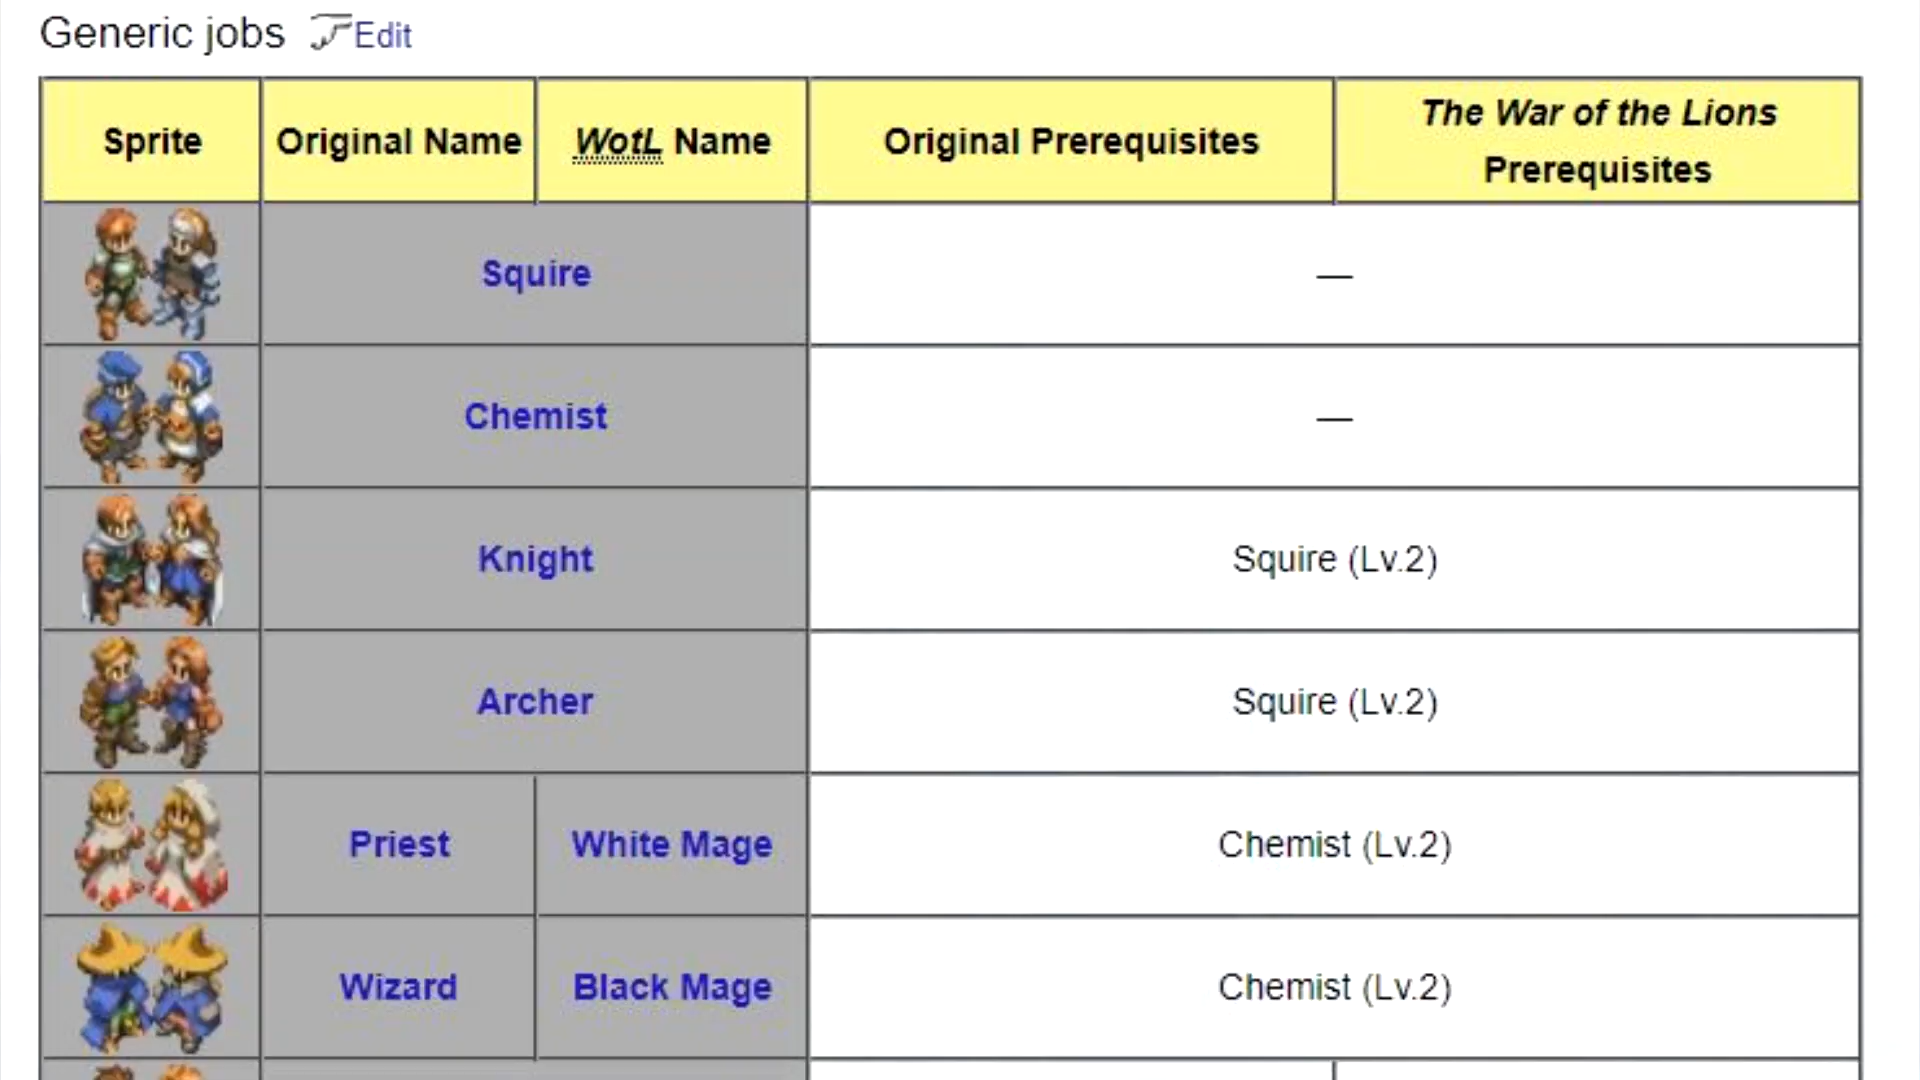 Generic jobs Edit
Sprite Original Name WotL Name Original Prerequisites The War of the Lions Prerequisites
Squire —
Chemist —
Knight Squire (Lv.2)
Archer Squire (Lv.2)
Priest White Mage Chemist (Lv.2)
Wizard Black Mage Chemist (Lv.2)